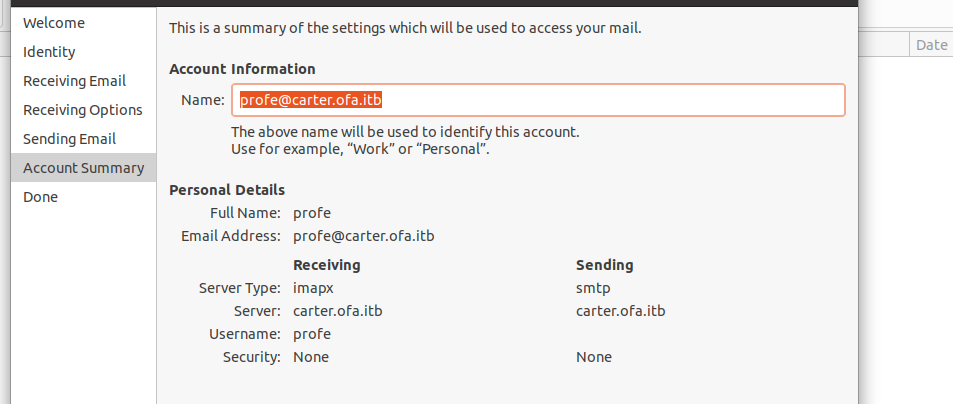 Welcome
Identity
Receiving Email
Receiving Options
Sending Email
Account Summary
Done
This is a summary of the settings which will be used to access your mail.
Account Information
Name: profe@carter.ofa.itb
The above name will be used to identify this account.
Use for example, “Work” or “Personal”.
Personal Details
Full Name: profe
Email Address: profe@carter.ofa.itb
Receiving Sending
Server Type: imapx smtp
Server: carter.ofa.itb carter.ofa.itb
Username: profe
Security: None None
Date